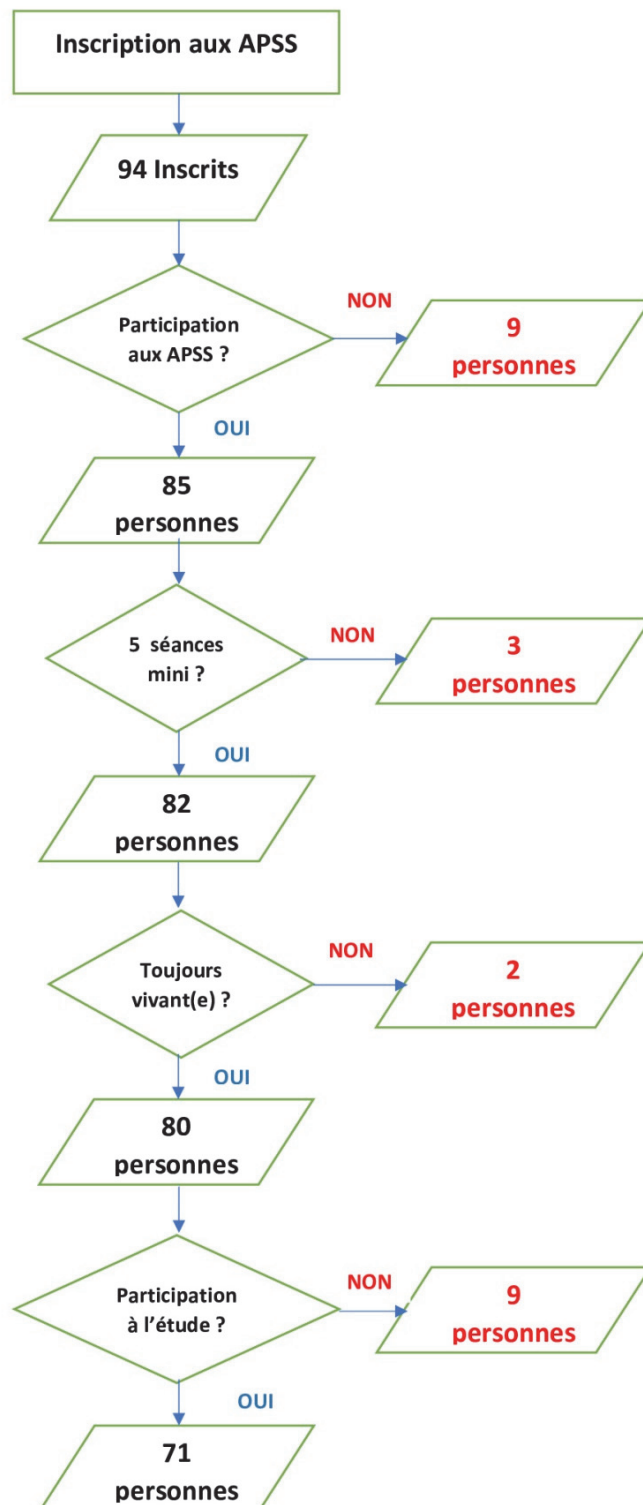 Inscription aux APSS
94 Inscrits
Participation
aux APSS ?
NON
9
personnes
OUI
85
personnes
5 séances
mini ?
NON
3
personnes
OUI
82
personnes
Toujours
vivant(e) ?
NON
2
personnes
OUI
80
personnes
Participation
à l'étude ?
NON
9
personnes
OUI
71
personnes